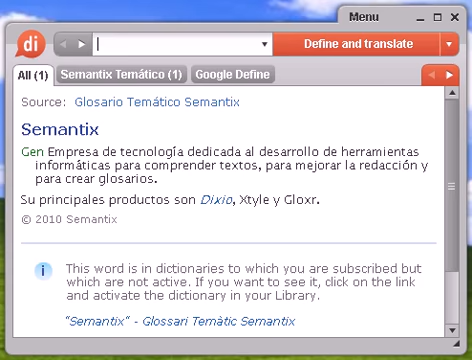 Menu
di
Define and translate
All (1)
Semantix Temático (1)
Google Define
Source: Glosario Temático Semantix
Semantix
Gen Empresa de tecnología dedicada al desarrollo de herramientas
informáticas para comprender textos, para mejorar la redacción y
para crear glosarios.
Su principales productos son Dixio, Xtyle y Gloxr.
© 2010 Semantix
i
This word is in dictionaries to which you are subscribed but
which are not active. If you want to see it, click on the link
and activate the dictionary in your Library.
"Semantix" - Glossari Temàtic Semantix